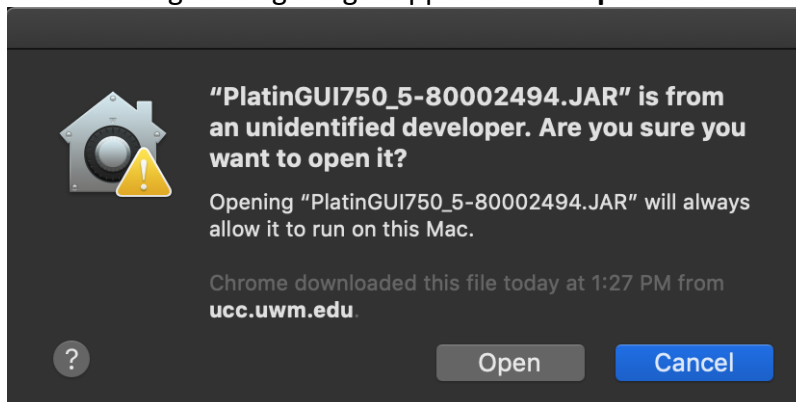 “PlatinGUI750_5-80002494.JAR” is from
an unidentified developer. Are you sure you
want to open it?
Opening “PlatinGUI750_5-80002494.JAR” will always
allow it to run on this Mac.
Chrome downloaded this file today at 1:27 PM from
ucc.uwm.edu.
?
Open
Cancel